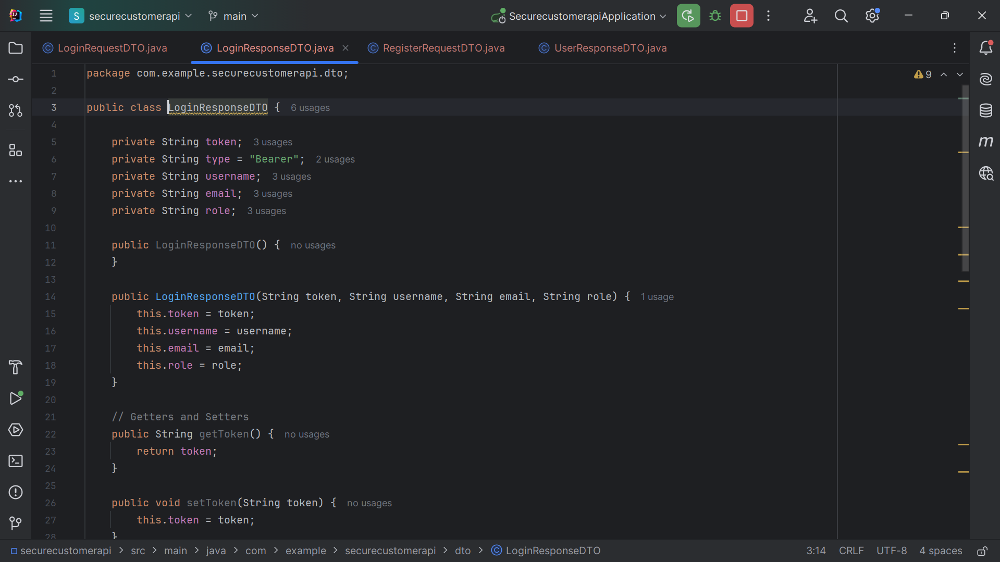 S securecustomerapi main SecurecustomerapiApplication
LoginRequestDTO.java LoginResponseDTO.java RegisterRequestDTO.java UserResponseDTO.java
1 package com.example.securecustomerapi.dto; 9
2
3 public class LoginResponseDTO { 6 usages
4
5 private String token; 3 usages
6 private String type = "Bearer"; 2 usages
7 private String username; 3 usages
8 private String email; 3 usages
9 private String role; 3 usages
10
11 public LoginResponseDTO() { no usages
12 }
13
14 public LoginResponseDTO(String token, String username, String email, String role) { 1 usage
15 this.token = token;
16 this.username = username;
17 this.email = email;
18 this.role = role;
19 }
20
21 // Getters and Setters
22 public String getToken() { no usages
23 return token;
24 }
25
26 public void setToken(String token) { no usages
27 this.token = token;
28 }
securecustomerapi > src > main > java > com > example > securecustomerapi > dto > LoginResponseDTO 3:14 CRLF UTF-8 4 spaces